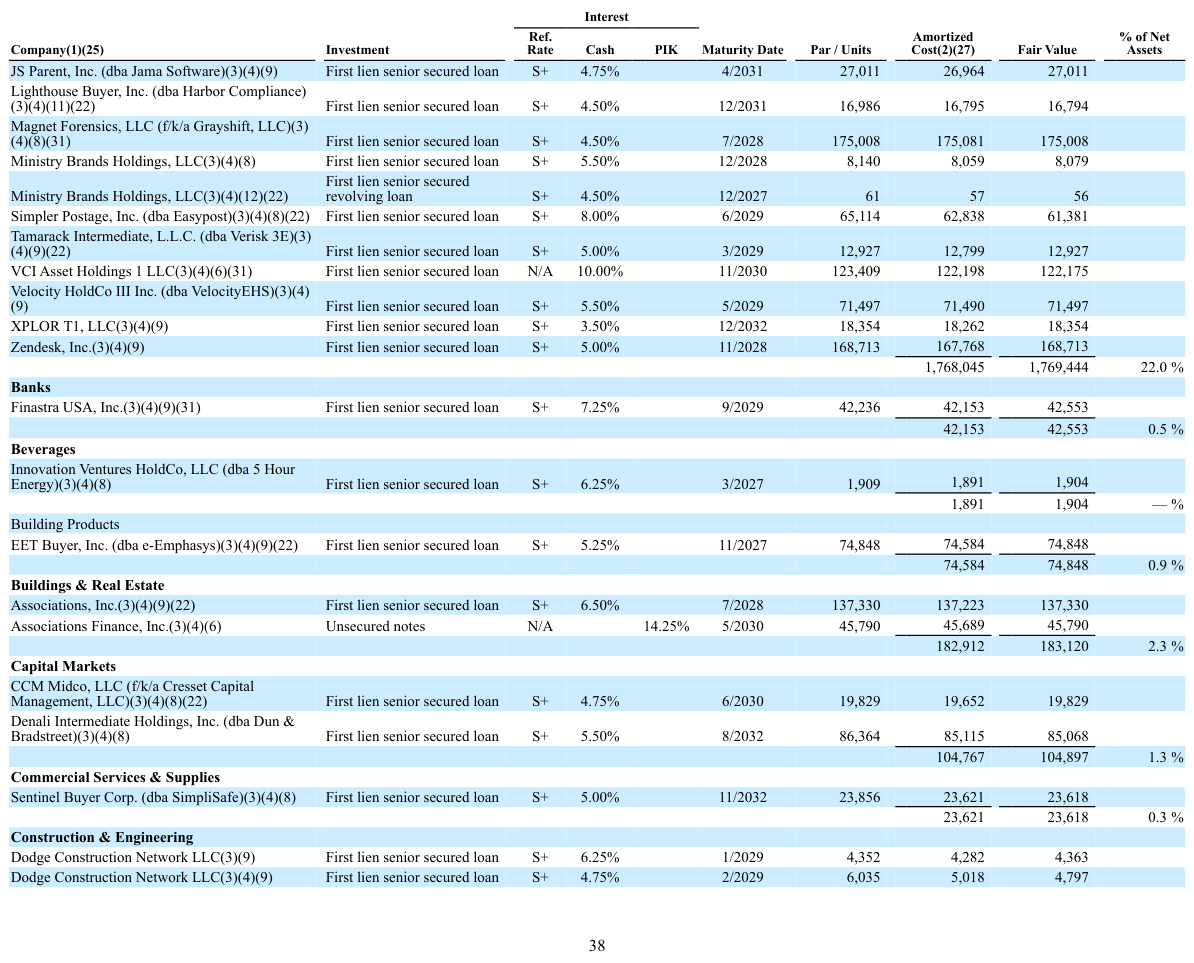 Interest
Company(1)(25) Investment Ref. Rate Cash PIK Maturity Date Par / Units Amortized Cost(2)(27) Fair Value % of Net Assets
JS Parent, Inc. (dba Jama Software)(3)(4)(9) First lien senior secured loan S+ 4.75% 4/2031 27,011 26,964 27,011
Lighthouse Buyer, Inc. (dba Harbor Compliance)
(3)(4)(11)(22) First lien senior secured loan S+ 4.50% 12/2031 16,986 16,795 16,794
Magnet Forensics, LLC (f/k/a Grayshift, LLC)(3)
(4)(8)(31) First lien senior secured loan S+ 4.50% 7/2028 175,008 175,081 175,008
Ministry Brands Holdings, LLC(3)(4)(8) First lien senior secured loan S+ 5.50% 12/2028 8,140 8,059 8,079
First lien senior secured
Ministry Brands Holdings, LLC(3)(4)(12)(22) revolving loan S+ 4.50% 12/2027 61 57 56
Simpler Postage, Inc. (dba Easypost)(3)(4)(8)(22) First lien senior secured loan S+ 8.00% 6/2029 65,114 62,838 61,381
Tamarack Intermediate, L.L.C. (dba Verisk 3E)(3)
(4)(9)(22) First lien senior secured loan S+ 5.00% 3/2029 12,927 12,799 12,927
VCI Asset Holdings 1 LLC(3)(4)(6)(31) First lien senior secured loan N/A 10.00% 11/2030 123,409 122,198 122,175
Velocity HoldCo III Inc. (dba VelocityEHS)(3)(4)
(9) First lien senior secured loan S+ 5.50% 5/2029 71,497 71,490 71,497
XPLOR T1, LLC(3)(4)(9) First lien senior secured loan S+ 3.50% 12/2032 18,354 18,262 18,354
Zendesk, Inc.(3)(4)(9) First lien senior secured loan S+ 5.00% 11/2028 168,713 167,768 168,713
1,768,045 1,769,444 22.0 %
Banks
Finastra USA, Inc.(3)(4)(9)(31) First lien senior secured loan S+ 7.25% 9/2029 42,236 42,153 42,553
42,153 42,553 0.5 %
Beverages
Innovation Ventures HoldCo, LLC (dba 5 Hour
Energy)(3)(4)(8) First lien senior secured loan S+ 6.25% 3/2027 1,909 1,891 1,904
1,891 1,904 — %
Building Products
EET Buyer, Inc. (dba e-Emphasys)(3)(4)(9)(22) First lien senior secured loan S+ 5.25% 11/2027 74,848 74,584 74,848
74,584 74,848 0.9 %
Buildings & Real Estate
Associations, Inc.(3)(4)(9)(22) First lien senior secured loan S+ 6.50% 7/2028 137,330 137,223 137,330
Associations Finance, Inc.(3)(4)(6) Unsecured notes N/A 14.25% 5/2030 45,790 45,689 45,790
182,912 183,120 2.3 %
Capital Markets
CCM Midco, LLC (f/k/a Cresset Capital
Management, LLC)(3)(4)(8)(22) First lien senior secured loan S+ 4.75% 6/2030 19,829 19,652 19,829
Denali Intermediate Holdings, Inc. (dba Dun &
Bradstreet)(3)(4)(8) First lien senior secured loan S+ 5.50% 8/2032 86,364 85,115 85,068
104,767 104,897 1.3 %
Commercial Services & Supplies
Sentinel Buyer Corp. (dba SimpliSafe)(3)(4)(8) First lien senior secured loan S+ 5.00% 11/2032 23,856 23,621 23,618
23,621 23,618 0.3 %
Construction & Engineering
Dodge Construction Network LLC(3)(9) First lien senior secured loan S+ 6.25% 1/2029 4,352 4,282 4,363
Dodge Construction Network LLC(3)(4)(9) First lien senior secured loan S+ 4.75% 2/2029 6,035 5,018 4,797
38